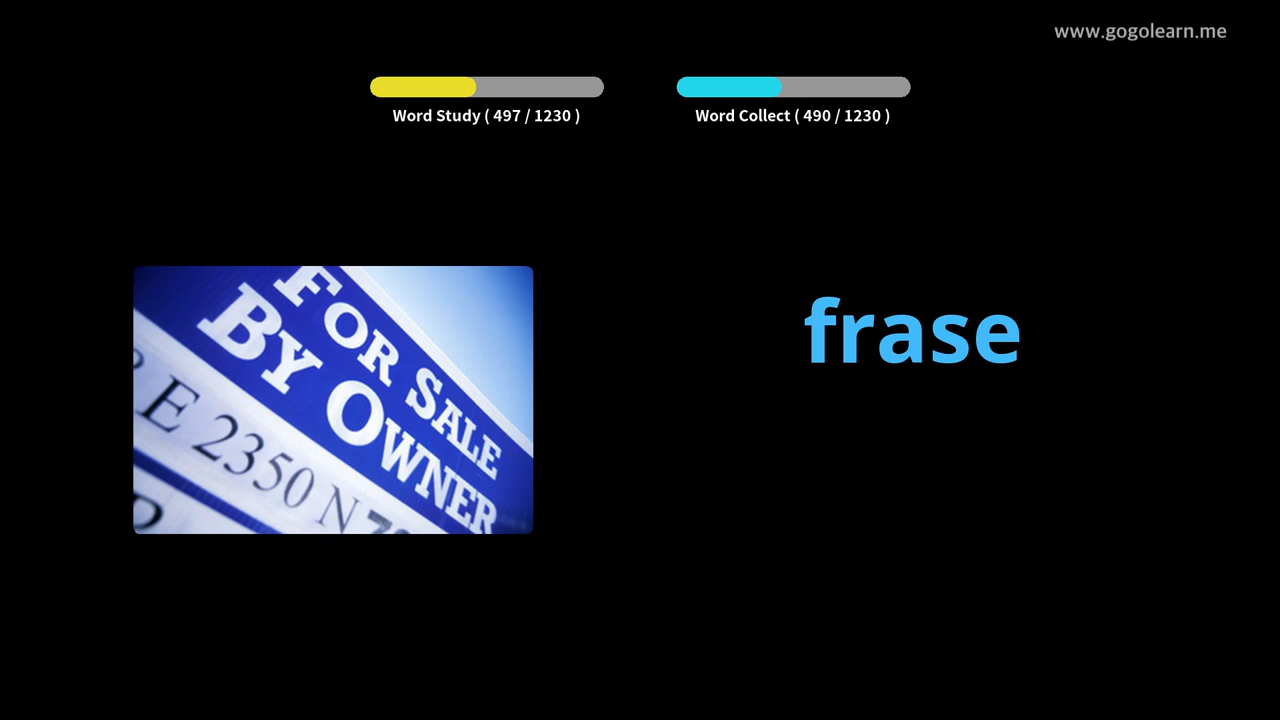 www.gogolearn.me
Word Study ( 497 / 1230 )
Word Collect ( 490 / 1230 )
FOR SALE
BY OWNER
E 2350 N
frase